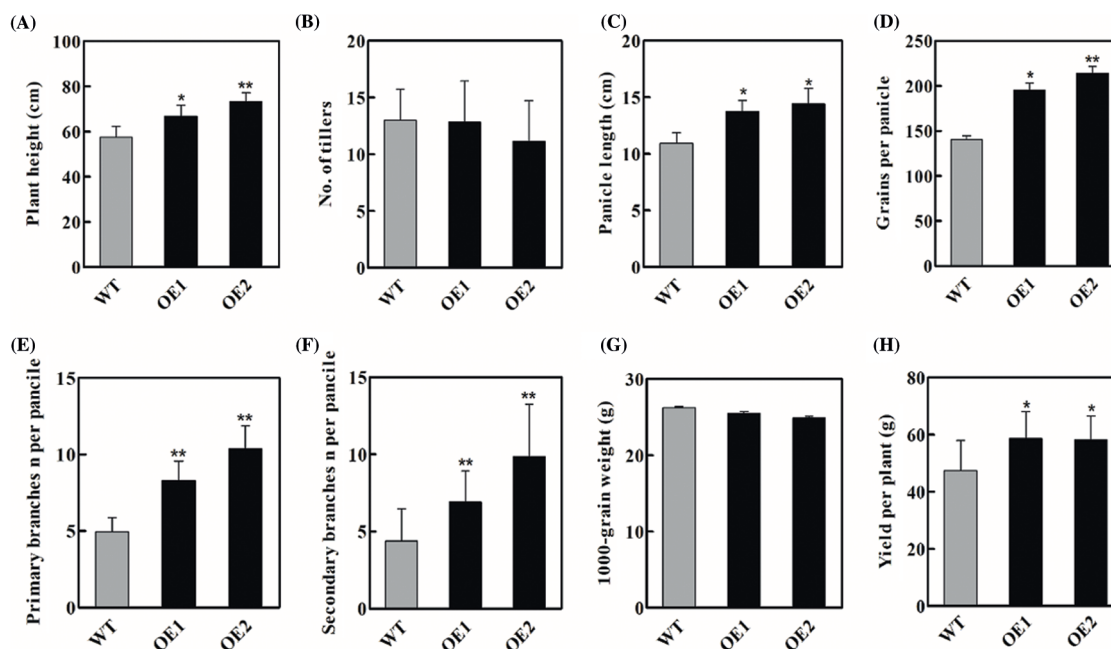 (A)
Plant height (cm)
100
80
60
40
20
0
*
**
WT
OE1
OE2
(B)
No. of tillers
20
15
10
5
0
WT
OE1
OE2
(C)
Panicle length (cm)
20
15
10
5
0
*
*
WT
OE1
OE2
(D)
Grains per panicle
250
200
150
100
50
0
*
**
WT
OE1
OE2
(E)
Primary branches n per pancile
15
10
5
0
**
**
WT
OE1
OE2
(F)
Secondary branches n per pancile
15
10
5
0
**
**
WT
OE1
OE2
(G)
1000-grain weight (g)
30
20
10
0
WT
OE1
OE2
(H)
Yield per plant (g)
80
60
40
20
0
*
*
WT
OE1
OE2